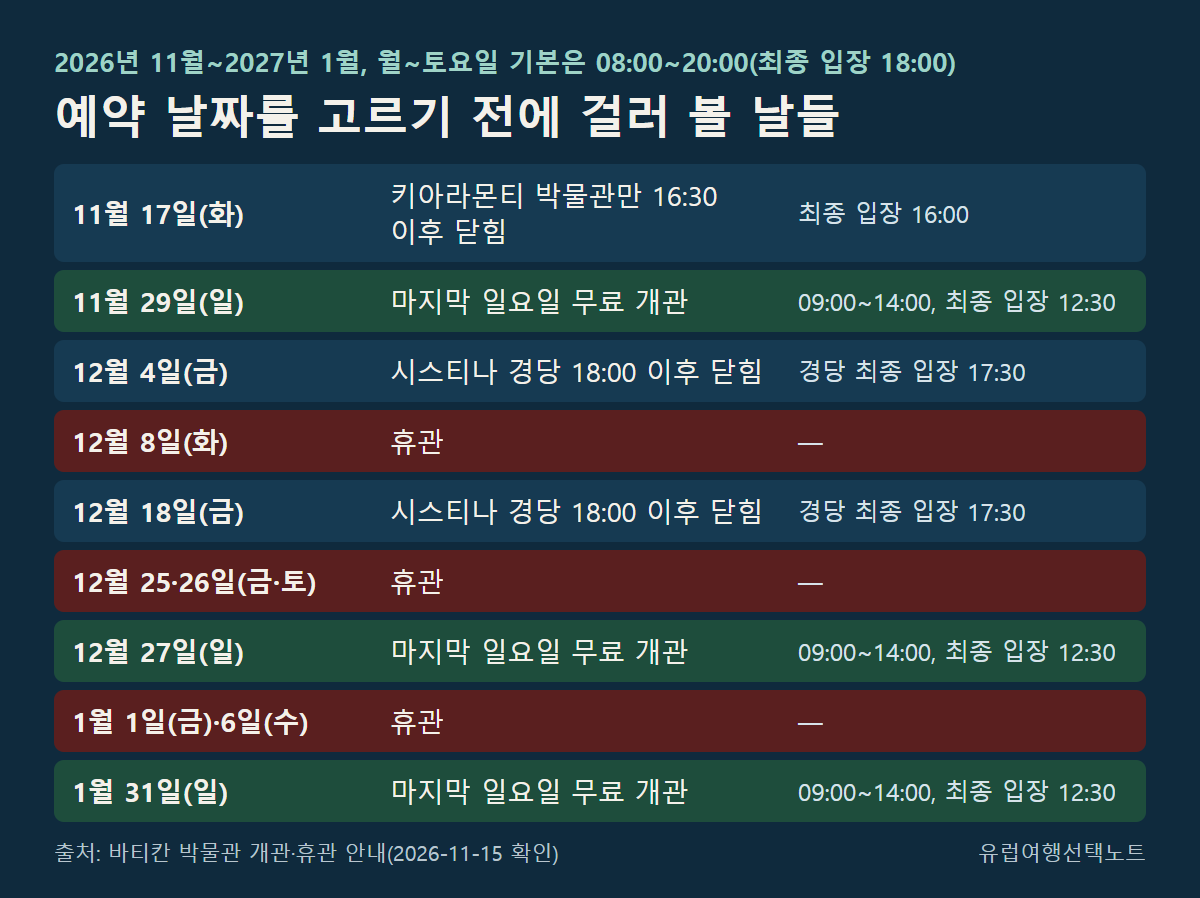 2026년 11월~2027년 1월, 월~토요일 기본은 08:00~20:00(최종 입장 18:00)
예약 날짜를 고르기 전에 걸러 볼 날들
11월 17일(화)
키아라몬티 박물관만 16:30
이후 닫힘
최종 입장 16:00
11월 29일(일)
마지막 일요일 무료 개관
09:00~14:00, 최종 입장 12:30
12월 4일(금)
시스티나 경당 18:00 이후 닫힘
경당 최종 입장 17:30
12월 8일(화)
휴관
—
12월 18일(금)
시스티나 경당 18:00 이후 닫힘
경당 최종 입장 17:30
12월 25·26일(금·토)
휴관
—
12월 27일(일)
마지막 일요일 무료 개관
09:00~14:00, 최종 입장 12:30
1월 1일(금)·6일(수)
휴관
—
1월 31일(일)
마지막 일요일 무료 개관
09:00~14:00, 최종 입장 12:30
출처: 바티칸 박물관 개관·휴관 안내(2026-11-15 확인)
유럽여행선택노트